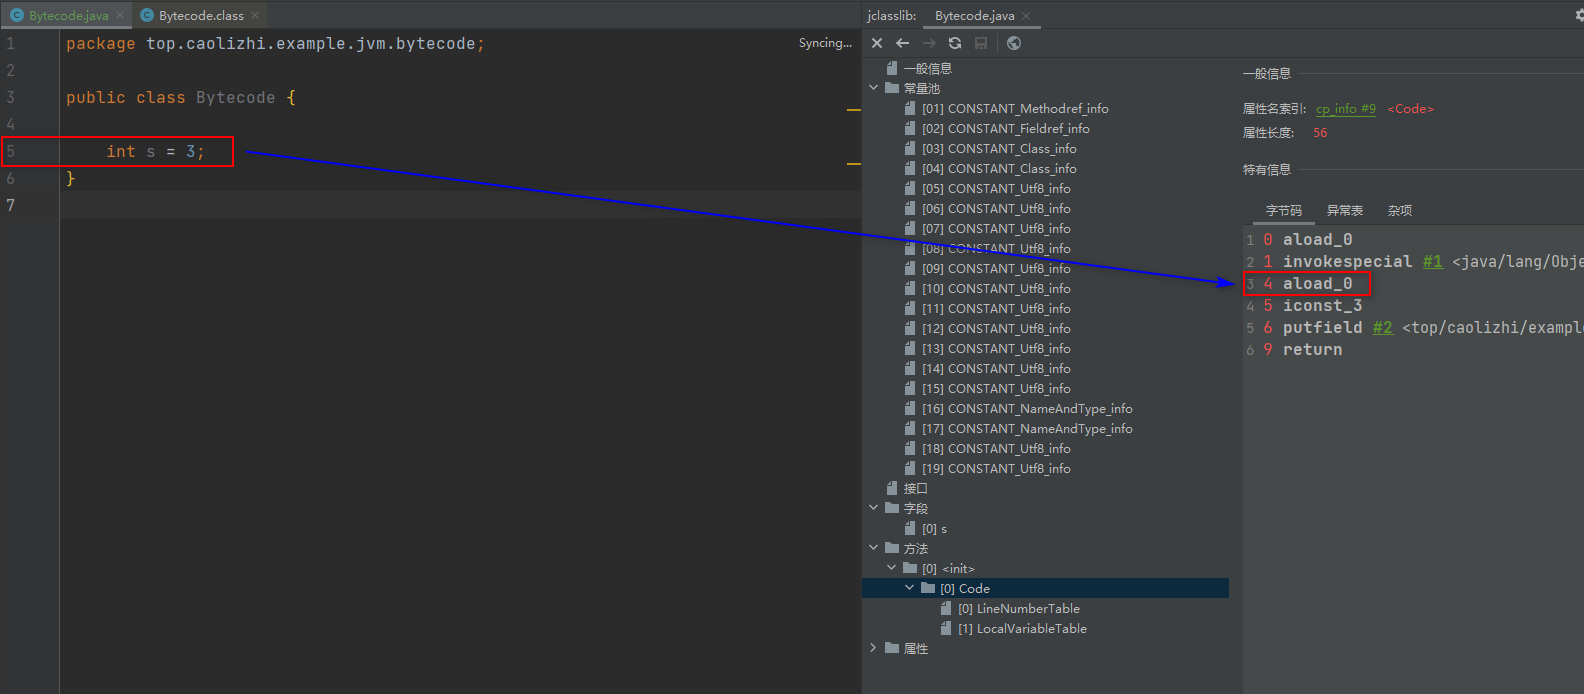 Bytecode.java
Bytecode.class
1 package top.caolizhi.example.jvm.bytecode;
Syncing...
2
3 public class Bytecode {
4
5 int s = 3;
6 }
7
jclasslib:
Bytecode.java
一般信息
常量池
[01] CONSTANT_Methodref_info
[02] CONSTANT_Fieldref_info
[03] CONSTANT_Class_info
[04] CONSTANT_Class_info
[05] CONSTANT_Utf8_info
[06] CONSTANT_Utf8_info
[07] CONSTANT_Utf8_info
[08] CONSTANT_Utf8_info
[09] CONSTANT_Utf8_info
[10] CONSTANT_Utf8_info
[11] CONSTANT_Utf8_info
[12] CONSTANT_Utf8_info
[13] CONSTANT_Utf8_info
[14] CONSTANT_Utf8_info
[15] CONSTANT_Utf8_info
[16] CONSTANT_NameAndType_info
[17] CONSTANT_NameAndType_info
[18] CONSTANT_Utf8_info
[19] CONSTANT_Utf8_info
接口
字段
[0] s
方法
[0] <init>
[0] Code
[0] LineNumberTable
[1] LocalVariableTable
属性
一般信息
属性名索引: cp_info #9 <Code>
属性长度: 56
特有信息
字节码 异常表 杂项
1 0 aload_0
2 1 invokespecial #1 <java/lang/Obje
3 4 aload_0
4 5 iconst_3
5 6 putfield #2 <top/caolizhi/example
6 9 return